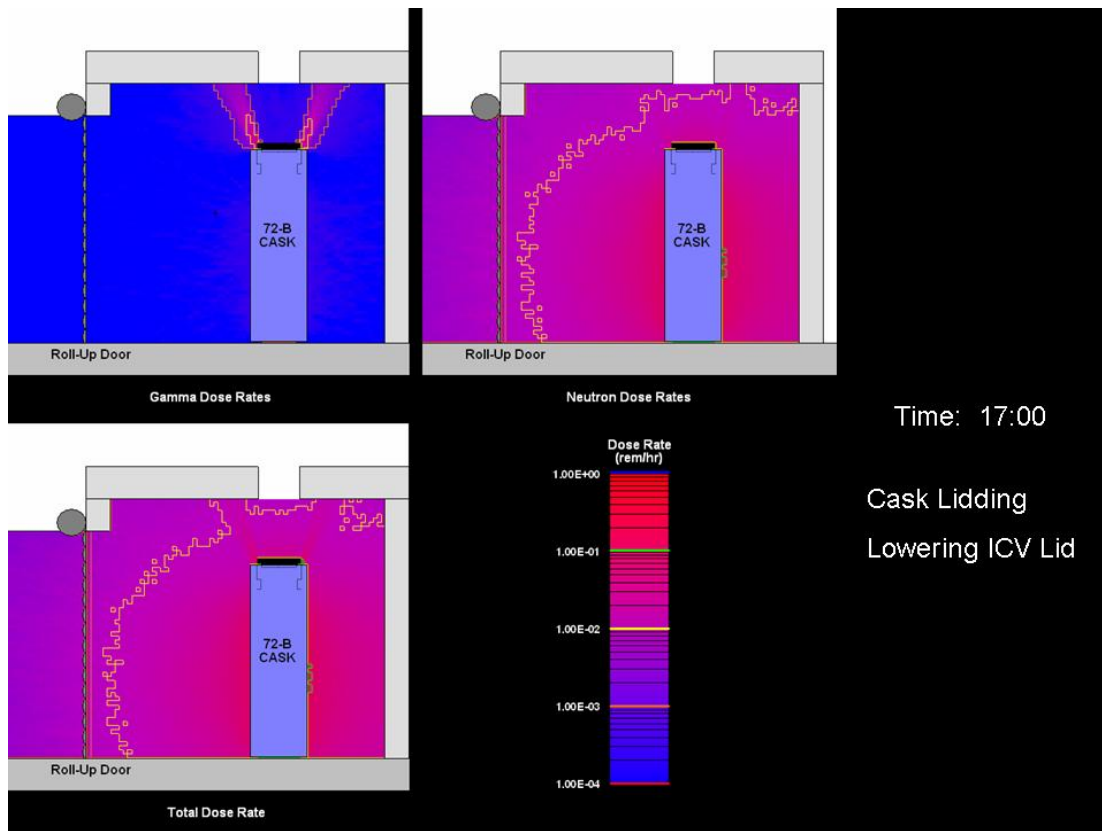 72-B
CASK
Roll-Up Door
Gamma Dose Rates
72-B
CASK
Roll-Up Door
Neutron Dose Rates
72-B
CASK
Roll-Up Door
Total Dose Rate
Dose Rate
(rem/hr)
1.00E+00
1.00E-01
1.00E-02
1.00E-03
1.00E-04
Time: 17:00
Cask Lidding
Lowering ICV Lid